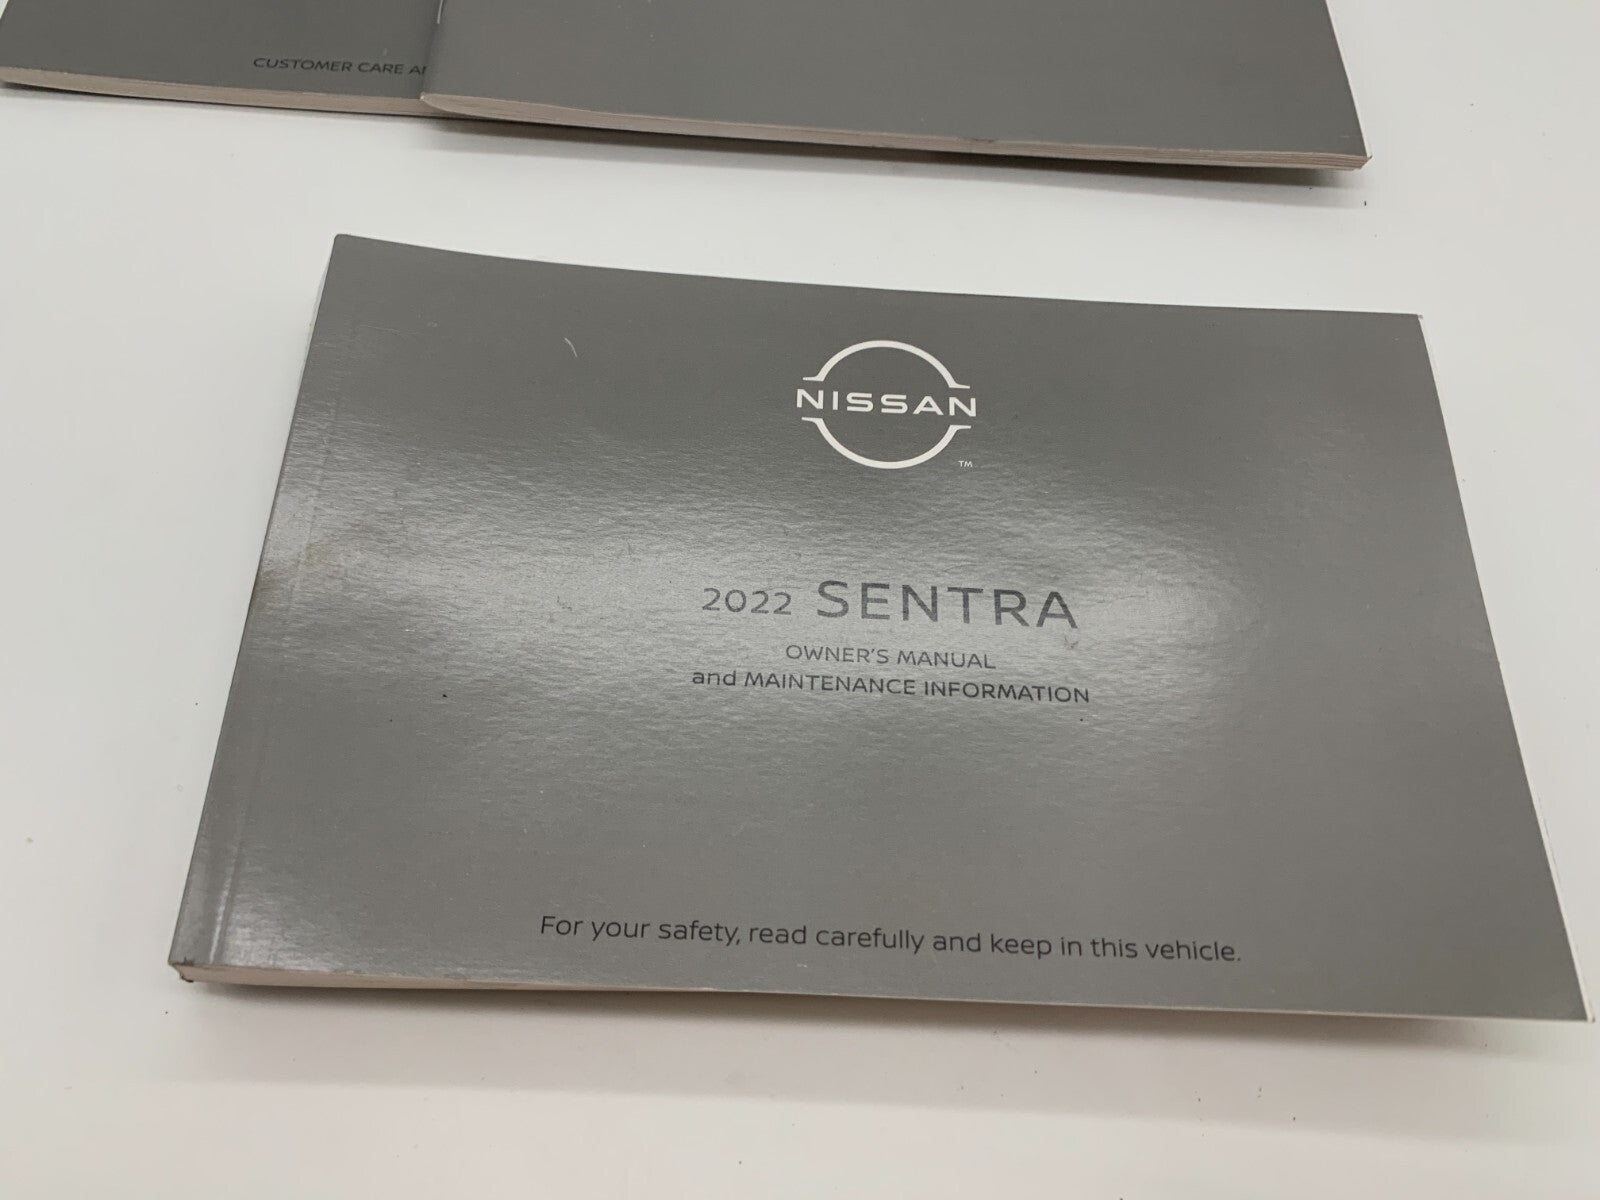 CUSTOMER CARE
NISSAN
TM
2022 SENTRA
OWNER'S MANUAL
and MAINTENANCE INFORMATION
For your safety, read carefully and keep in this vehicle.